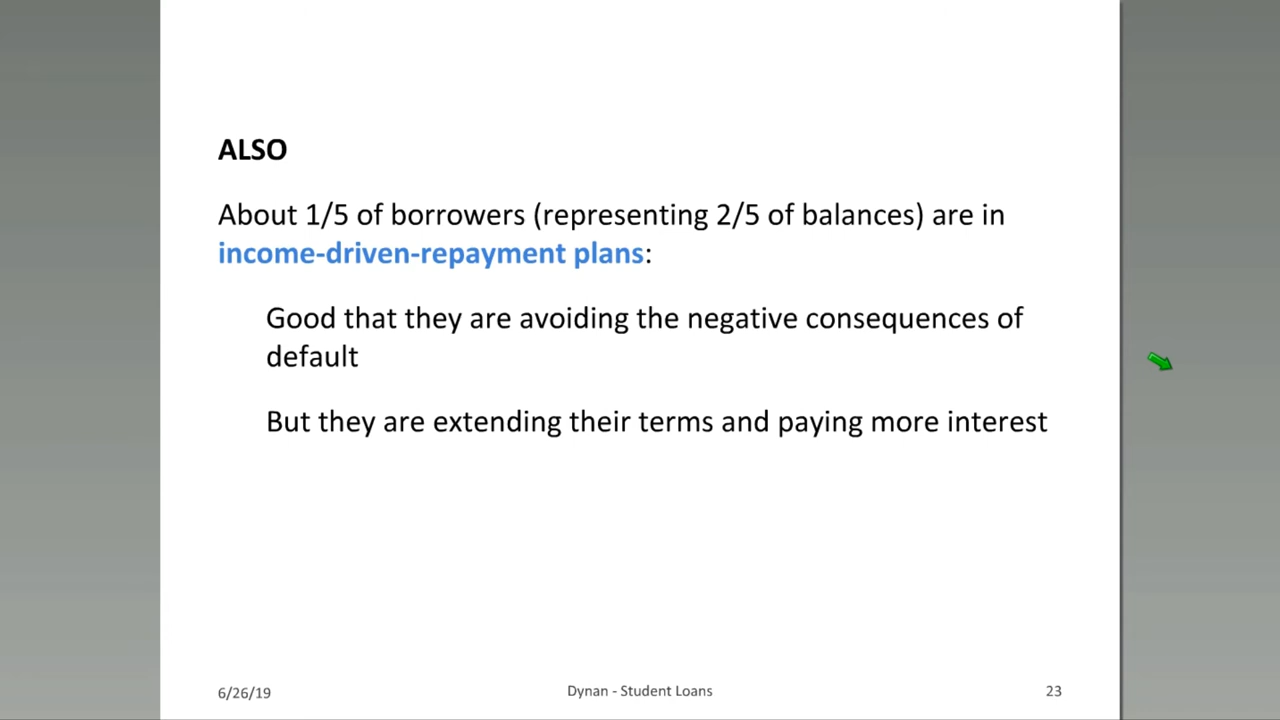 ALSO
About 1/5 of borrowers (representing 2/5 of balances) are in
income-driven-repayment plans:
Good that they are avoiding the negative consequences of
default
But they are extending their terms and paying more interest
6/26/19
Dynan - Student Loans
23